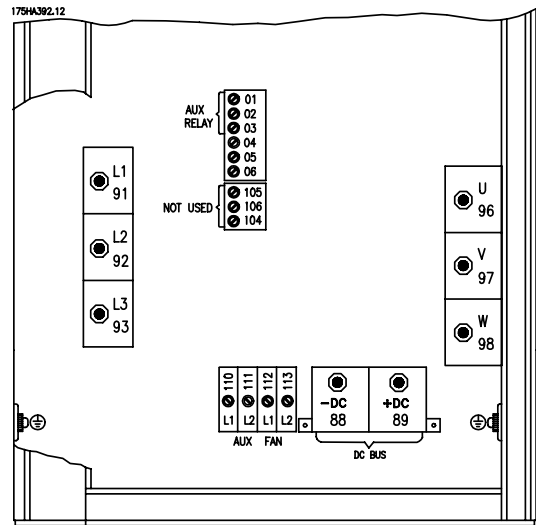 175HA392.12
AUX
RELAY
01
02
03
04
05
06
NOT USED
105
106
104
L1
91
L2
92
L3
93
U
96
V
97
W
98
110 111 112 113
L1 L2 L1 L2
AUX FAN
-DC +DC
88 89
DC BUS